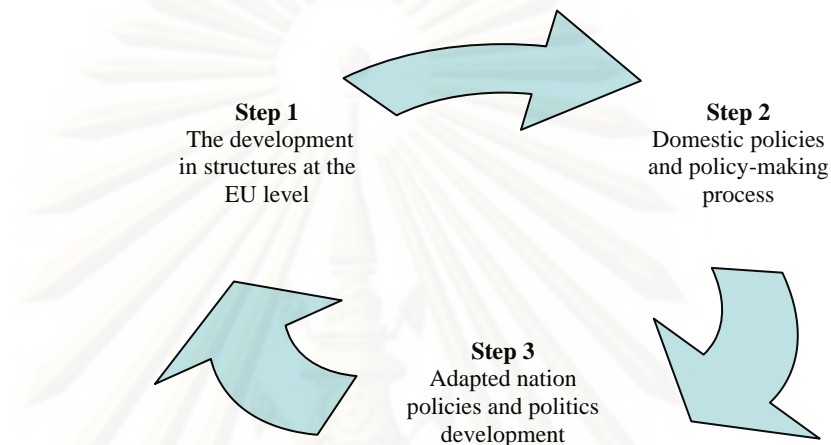 Step 1
The development
in structures at the
EU level
Step 2
Domestic policies
and policy-making
process
Step 3
Adapted nation
policies and politics
development